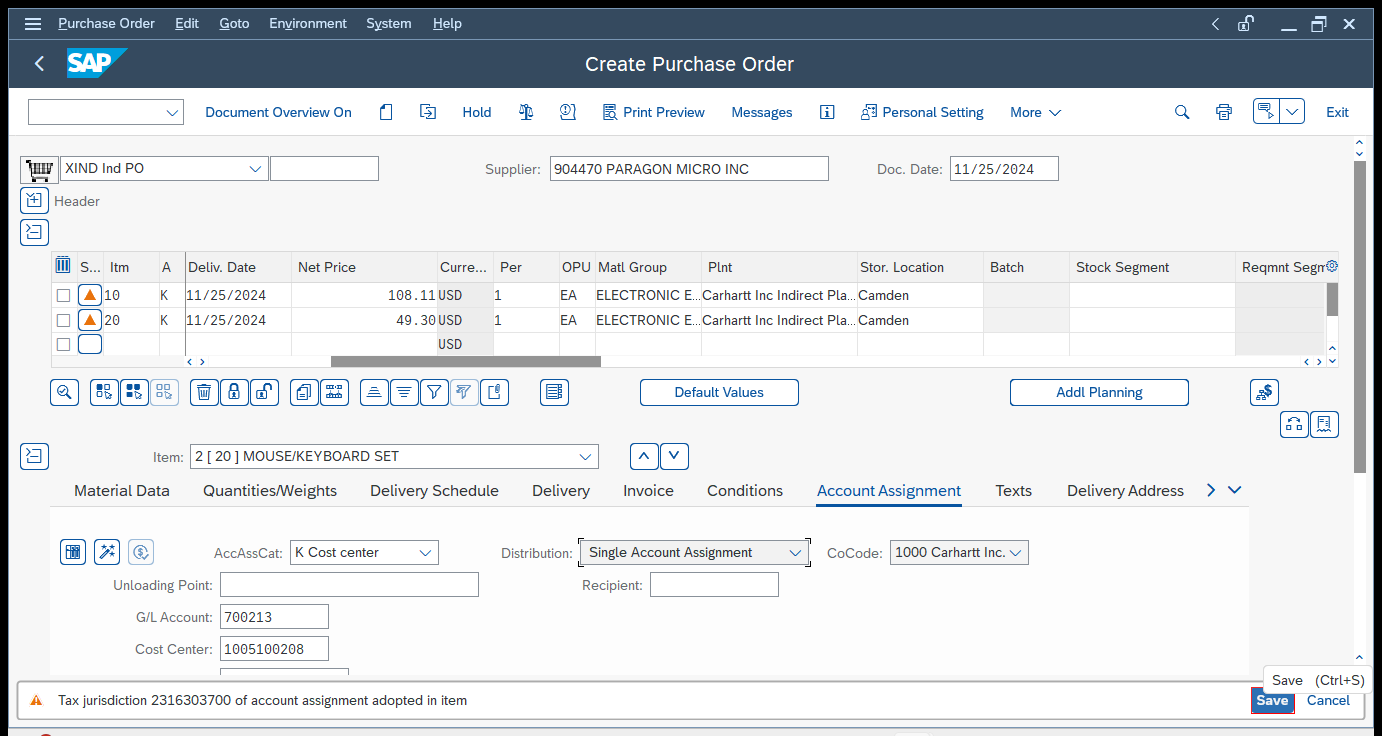 Purchase Order Edit Goto Environment System Help
SAP Create Purchase Order
Document Overview On Hold Print Preview Messages Personal Setting More Exit
XIND Ind PO Supplier: 904470 PARAGON MICRO INC Doc. Date: 11/25/2024
Header
S... Itm A Deliv. Date Net Price Curre... Per OPU Matl Group Plnt Stor. Location Batch Stock Segment Reqmnt Segm
10 K 11/25/2024 108.11 USD 1 EA ELECTRONIC E... Carhartt Inc Indirect Pla... Camden
20 K 11/25/2024 49.30 USD 1 EA ELECTRONIC E... Carhartt Inc Indirect Pla... Camden
USD
Default Values Addl Planning
Item: 2 [ 20 ] MOUSE/KEYBOARD SET
Material Data Quantities/Weights Delivery Schedule Delivery Invoice Conditions Account Assignment Texts Delivery Address
AccAssCat: K Cost center Distribution: Single Account Assignment CoCode: 1000 Carhartt Inc.
Unloading Point: Recipient:
G/L Account: 700213
Cost Center: 1005100208
Save (Ctrl+S)
Tax jurisdiction 2316303700 of account assignment adopted in item Save Cancel